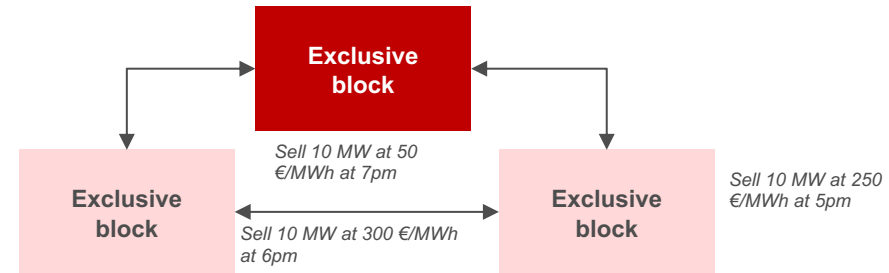 Exclusive
block
Sell 10 MW at 50
€/MWh at 7pm
Exclusive
block
Sell 10 MW at 300 €/MWh
at 6pm
Exclusive
block
Sell 10 MW at 250
€/MWh at 5pm